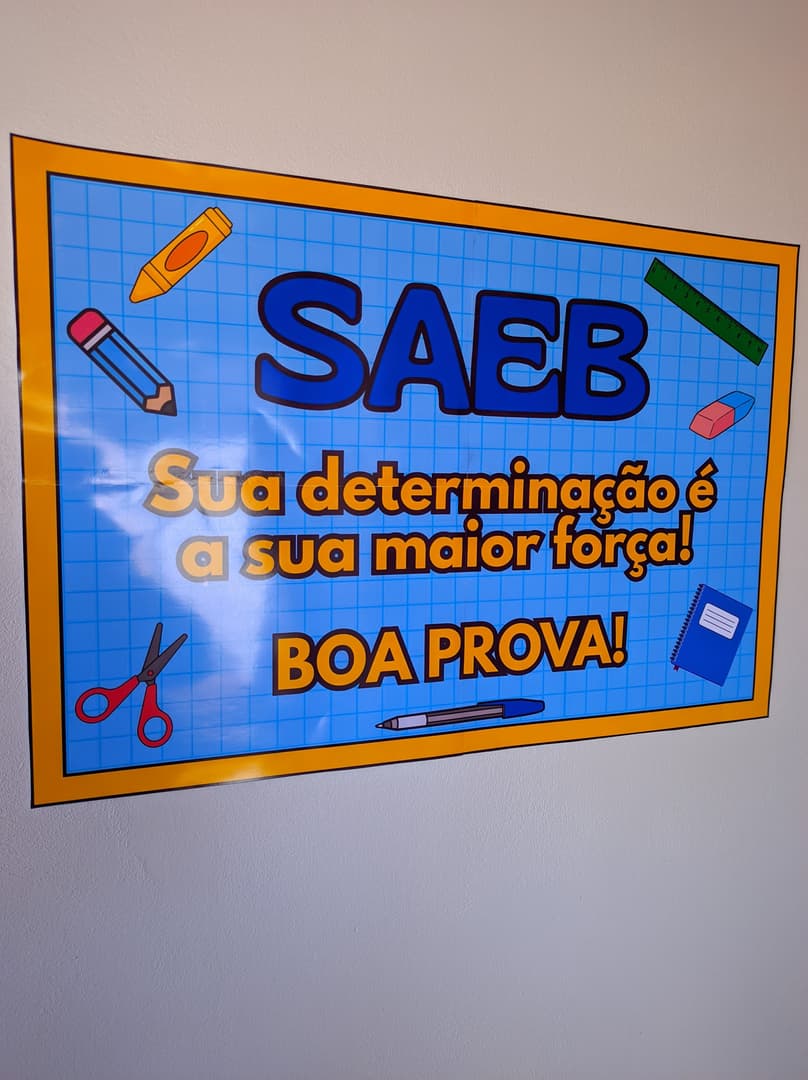 SAEB
Sua determinação é
a sua maior força!
BOA PROVA!